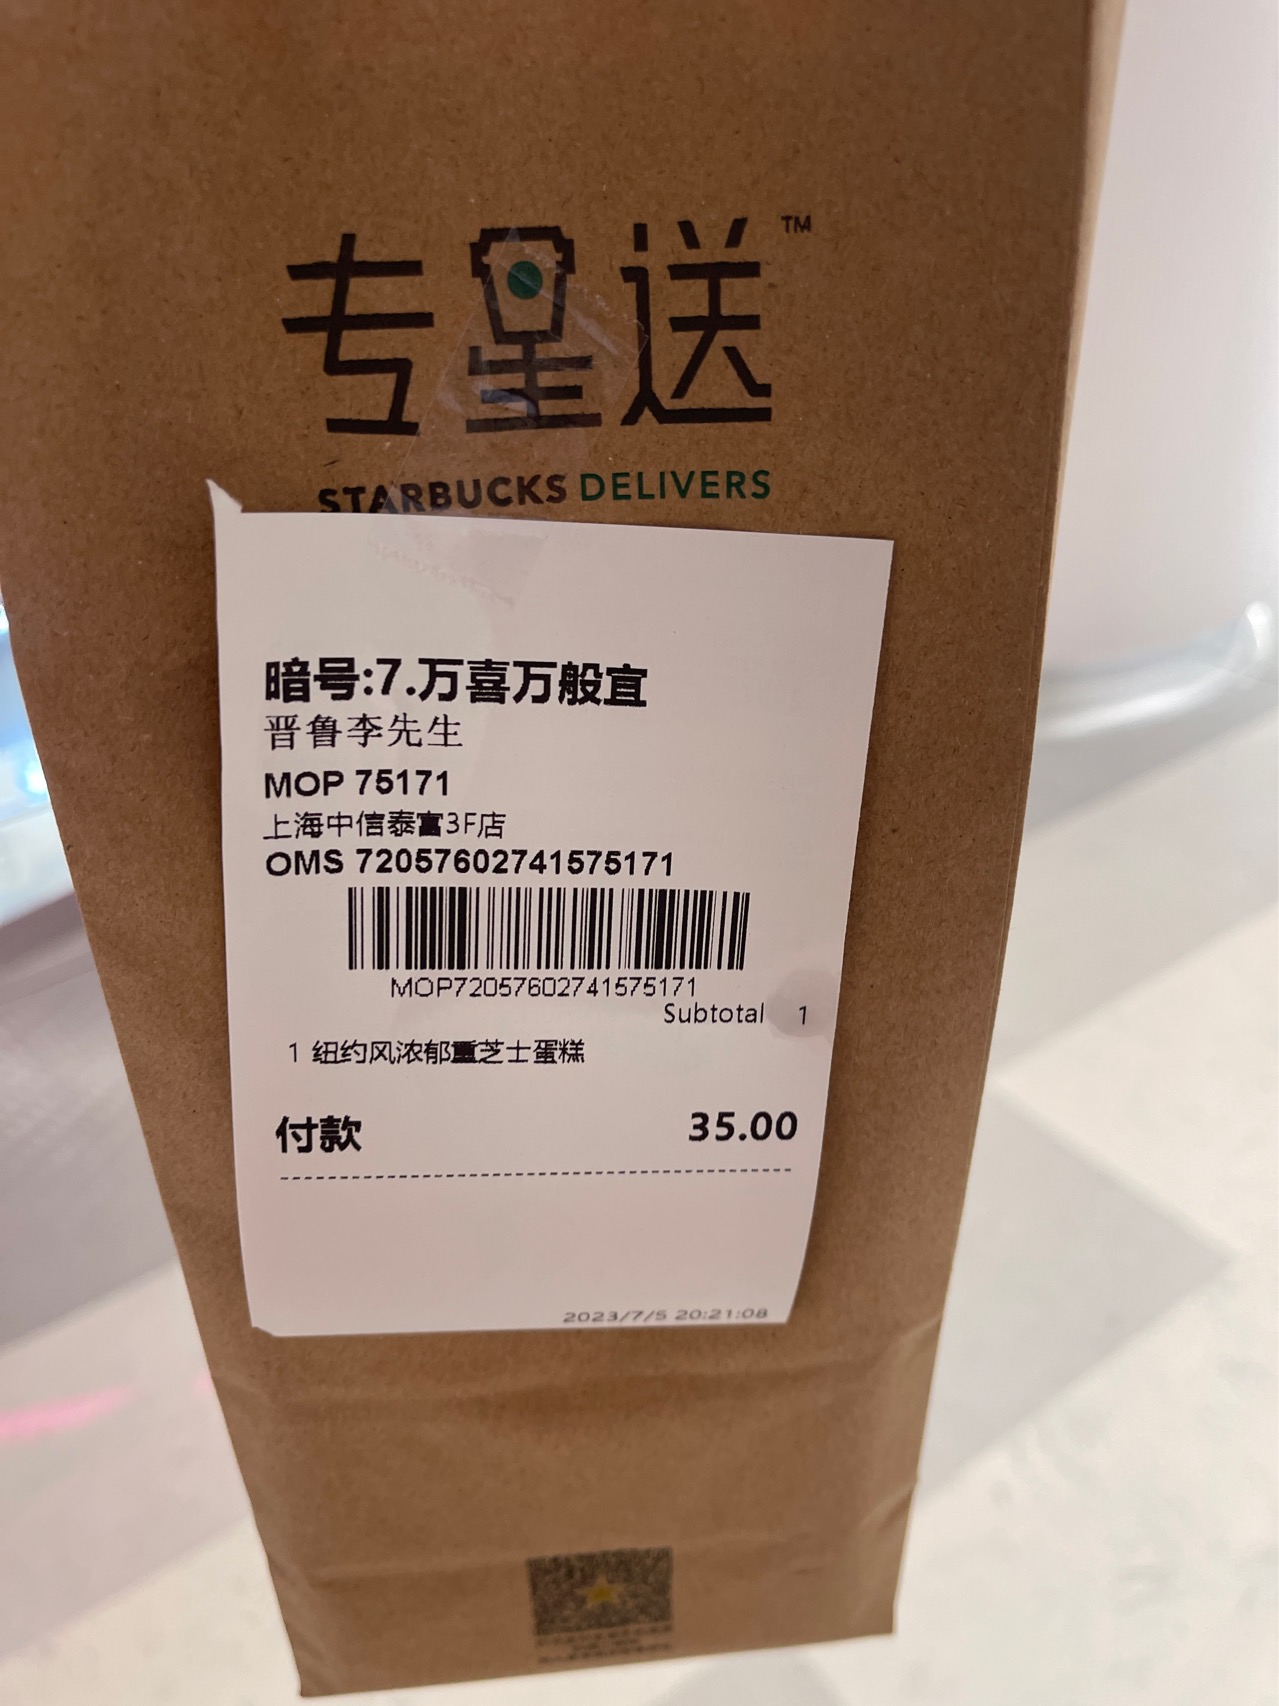 专星送™
STARBUCKS DELIVERS
暗号:7.万喜万般宜
晋鲁李先生
MOP 75171
上海中信泰富3F店
OMS 72057602741575171
MOP72057602741575171
Subtotal 1
1 纽约风浓郁重芝士蛋糕
付款 35.00
2023/7/5 20:21:08